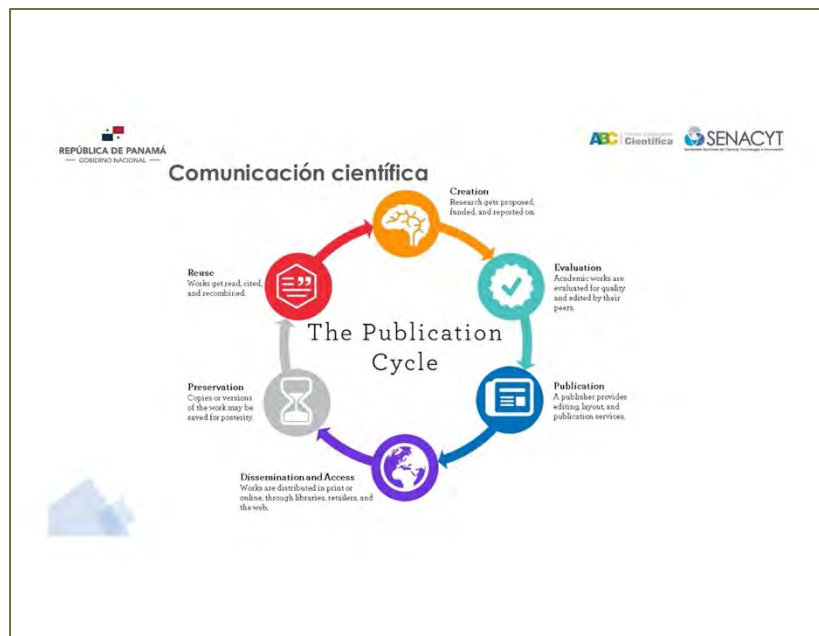 REPÚBLICA DE PANAMÁ
GOBIERNO NACIONAL
ABC
Científica
SENACYT
Comunicación científica
Creation
Research gets proposed,
funded, and reported on.
Evaluation
Academic works are
evaluated for quality
and edited by their
peers.
Publication
A publisher provides
editing, layout, and
publication services.
Dissemination and Access
Works are distributed in print or
online, through libraries, retailers, and
the web.
Preservation
Copies or versions
of the work may be
saved for posterity.
Reuse
Works get read, cited,
and recombined.
The Publication
Cycle